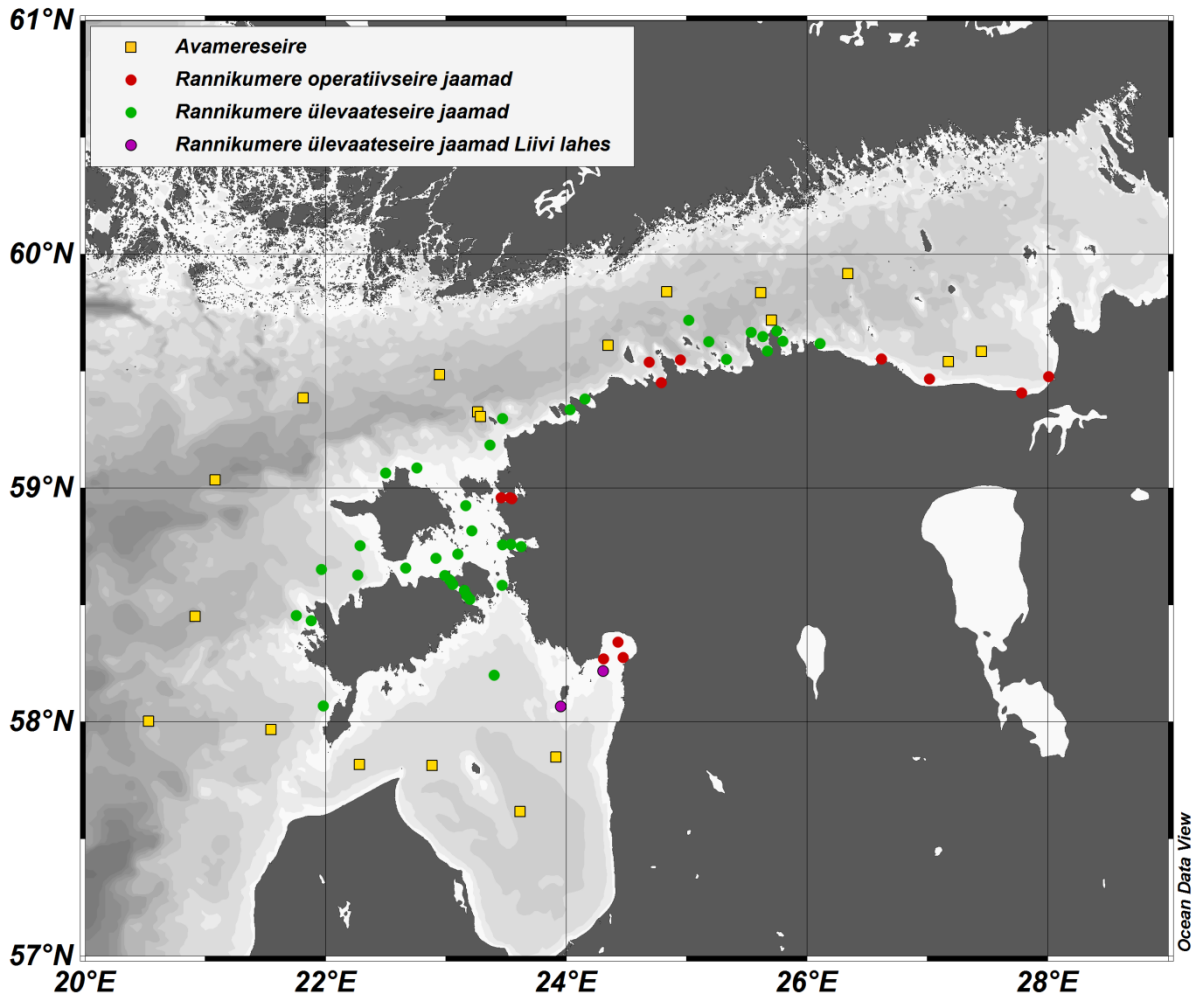 61°N
Avamereseire
Rannikumere operatiivseire jaamad
Rannikumere ülevaateseire jaamad
Rannikumere ülevaateseire jaamad Liivi lahes
60°N
59°N
58°N
57°N
20°E 22°E 24°E 26°E 28°E
Ocean Data View